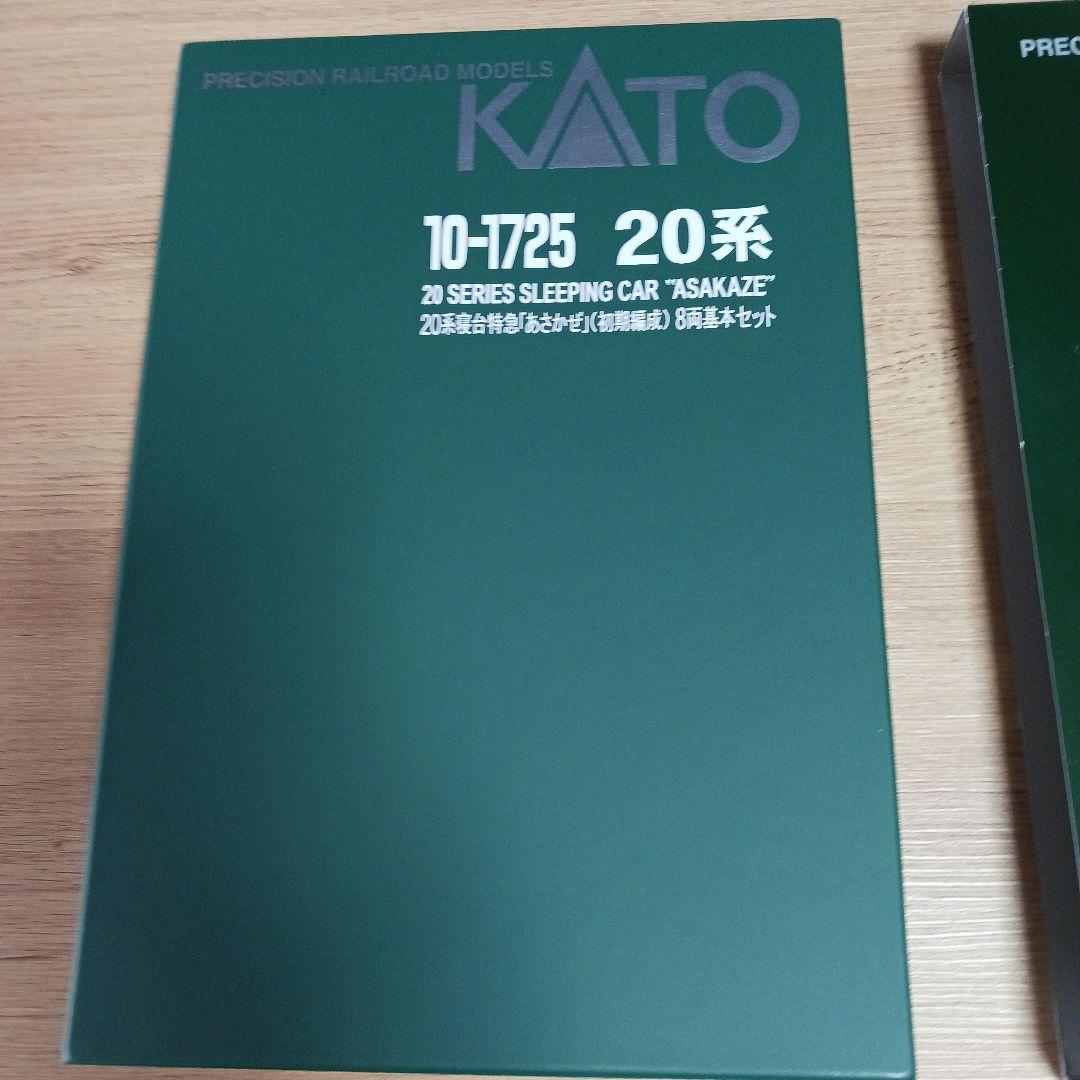 PRECISION RAILROAD MODELS
KATO
10-1725 20系
20 SERIES SLEEPING CAR "ASAKAZE"
20系寝台特急「あさかぜ」(初期編成) 8両基本セット
PREC